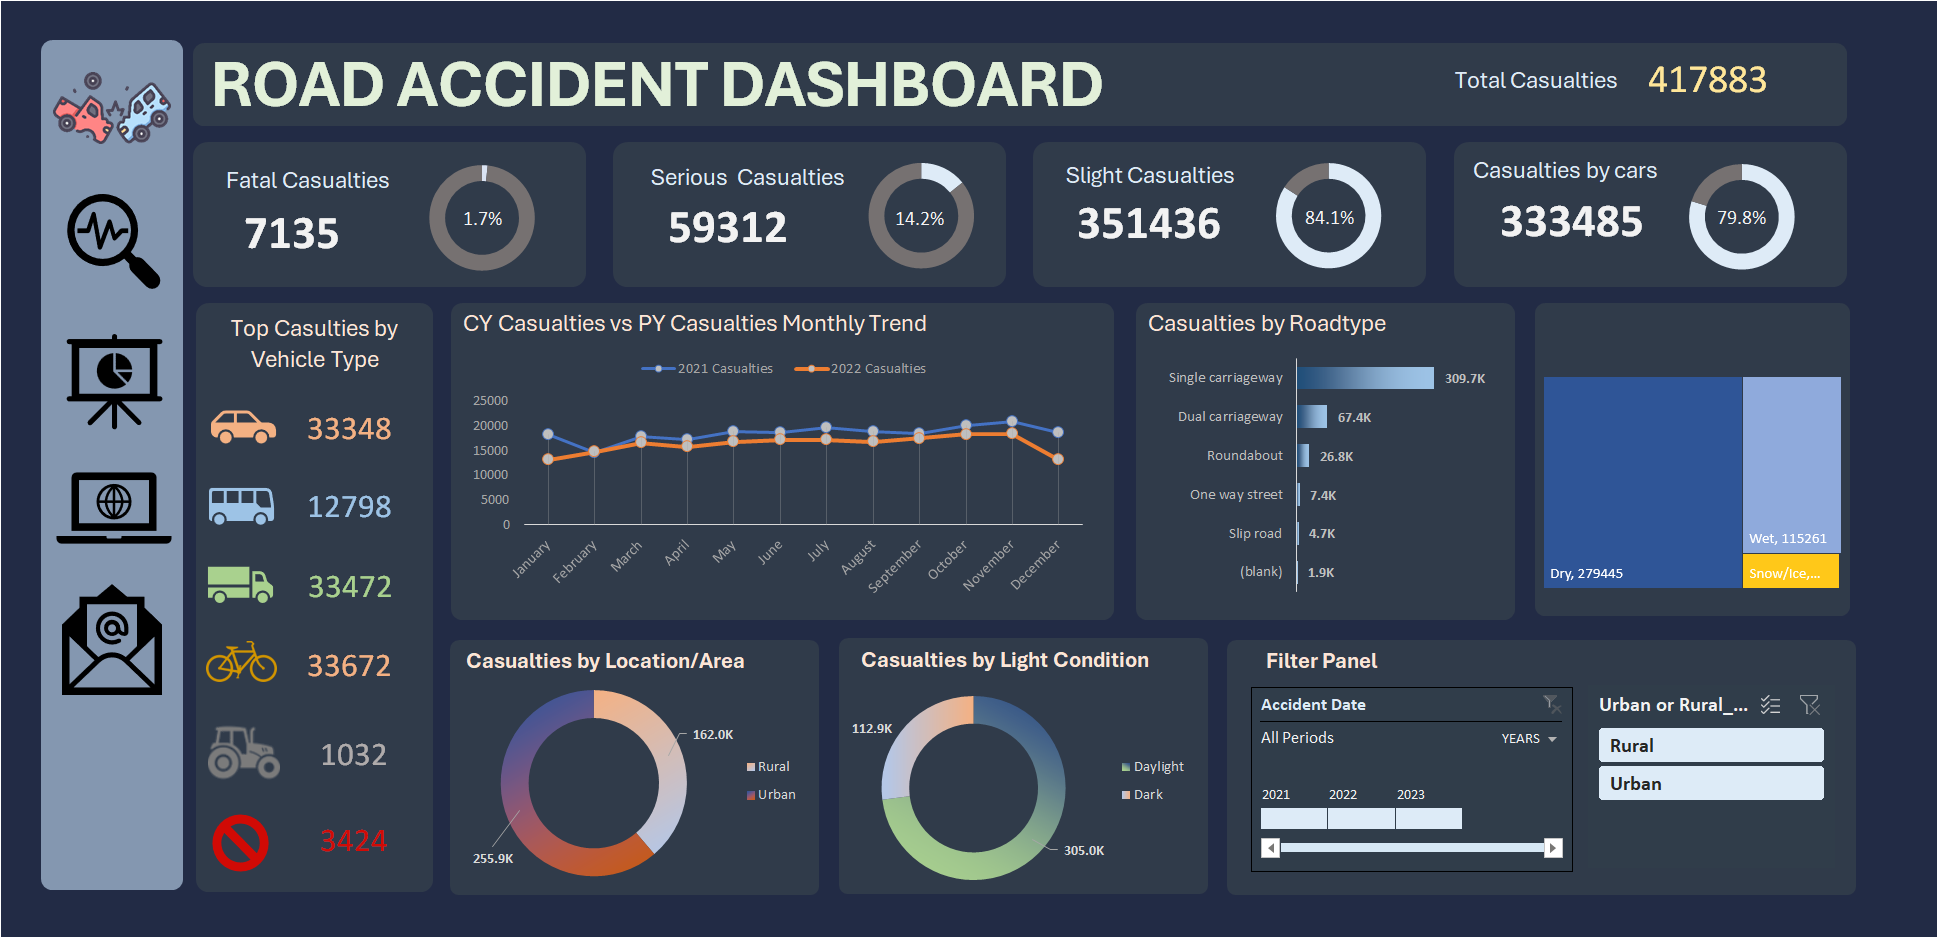 ROAD ACCIDENT DASHBOARD
Total Casualties 417883
Fatal Casualties
7135
1.7%
Serious Casualties
59312
14.2%
Slight Casualties
351436
84.1%
Casualties by cars
333485
79.8%
Top Casulties by
Vehicle Type
33348
12798
33472
33672
1032
3424
CY Casualties vs PY Casualties Monthly Trend
2021 Casualties 2022 Casualties
25000
20000
15000
10000
5000
0
January February March April May June July August September October November December
Casualties by Roadtype
Single carriageway 309.7K
Dual carriageway 67.4K
Roundabout 26.8K
One way street 7.4K
Slip road 4.7K
(blank) 1.9K
Dry, 279445
Wet, 115261
Snow/Ice,...
Casualties by Location/Area
162.0K
Rural
Urban
255.9K
Casualties by Light Condition
112.9K
Daylight
Dark
305.0K
Filter Panel
Accident Date
All Periods YEARS
2021 2022 2023
Urban or Rural_...
Rural
Urban
@